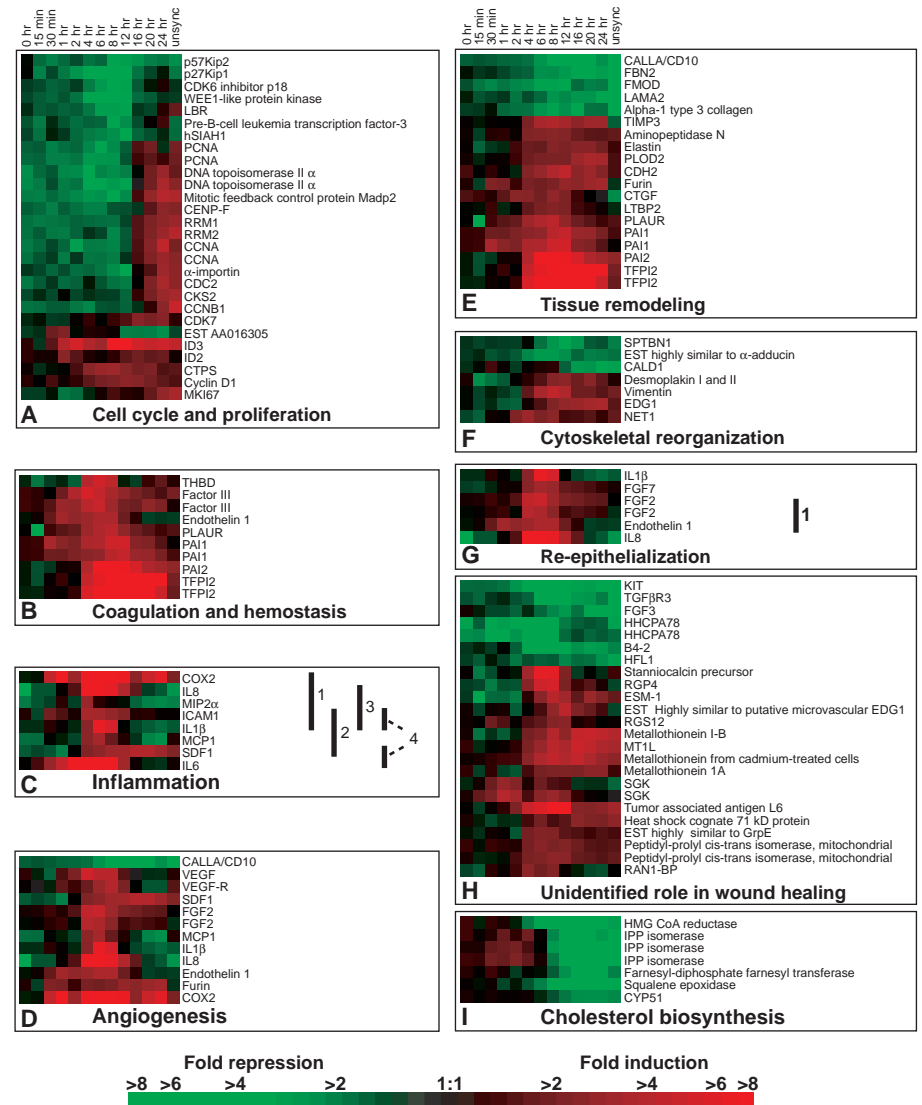 0 hr
15 min
30 min
1 hr
2 hr
4 hr
6 hr
8 hr
12 hr
16 hr
20 hr
24 hr
unsync
p57Kip2
p27Kip1
CDK6 inhibitor p18
WEE1-like protein kinase
LBR
Pre-B-cell leukemia transcription factor-3
hSIAH1
PCNA
PCNA
DNA topoisomerase II α
DNA topoisomerase II α
Mitotic feedback control protein Madp2
CENP-F
RRM1
RRM2
CCNA
CCNA
α-importin
CDC2
CKS2
CCNB1
CDK7
EST AA016305
ID3
ID2
CTPS
Cyclin D1
MKI67
A Cell cycle and proliferation
THBD
Factor III
Factor III
Endothelin 1
PLAUR
PAI1
PAI1
PAI2
TFPI2
TFPI2
B Coagulation and hemostasis
COX2
IL8
MIP2α
ICAM1
IL1β
MCP1
SDF1
IL6
1
2
3
4
C Inflammation
CALLA/CD10
VEGF
VEGF-R
SDF1
FGF2
FGF2
MCP1
IL1β
IL8
Endothelin 1
Furin
COX2
D Angiogenesis
0 hr
15 min
30 min
1 hr
2 hr
4 hr
6 hr
8 hr
12 hr
16 hr
20 hr
24 hr
unsync
CALLA/CD10
FBN2
FMOD
LAMA2
Alpha-1 type 3 collagen
TIMP3
Aminopeptidase N
Elastin
PLOD2
CDH2
Furin
CTGF
LTBP2
PLAUR
PAI1
PAI1
PAI2
TFPI2
TFPI2
E Tissue remodeling
SPTBN1
EST highly similar to α-adducin
CALD1
Desmoplakin I and II
Vimentin
EDG1
NET1
F Cytoskeletal reorganization
IL1β
FGF7
FGF2
FGF2
Endothelin 1
IL8
1
G Re-epithelialization
KIT
TGFβR3
FGF3
HHCPA78
HHCPA78
B4-2
HFL1
Stanniocalcin precursor
RGP4
ESM-1
EST Highly similar to putative microvascular EDG1
RGS12
Metallothionein I-B
MT1L
Metallothionein from cadmium-treated cells
Metallothionein 1A
SGK
SGK
Tumor associated antigen L6
Heat shock cognate 71 kD protein
EST highly similar to GrpE
Peptidyl-prolyl cis-trans isomerase, mitochondrial
Peptidyl-prolyl cis-trans isomerase, mitochondrial
RAN1-BP
H Unidentified role in wound healing
HMG CoA reductase
IPP isomerase
IPP isomerase
IPP isomerase
Farnesyl-diphosphate farnesyl transferase
Squalene epoxidase
CYP51
I Cholesterol biosynthesis
Fold repression Fold induction
>8 >6 >4 >2 1:1 >2 >4 >6 >8